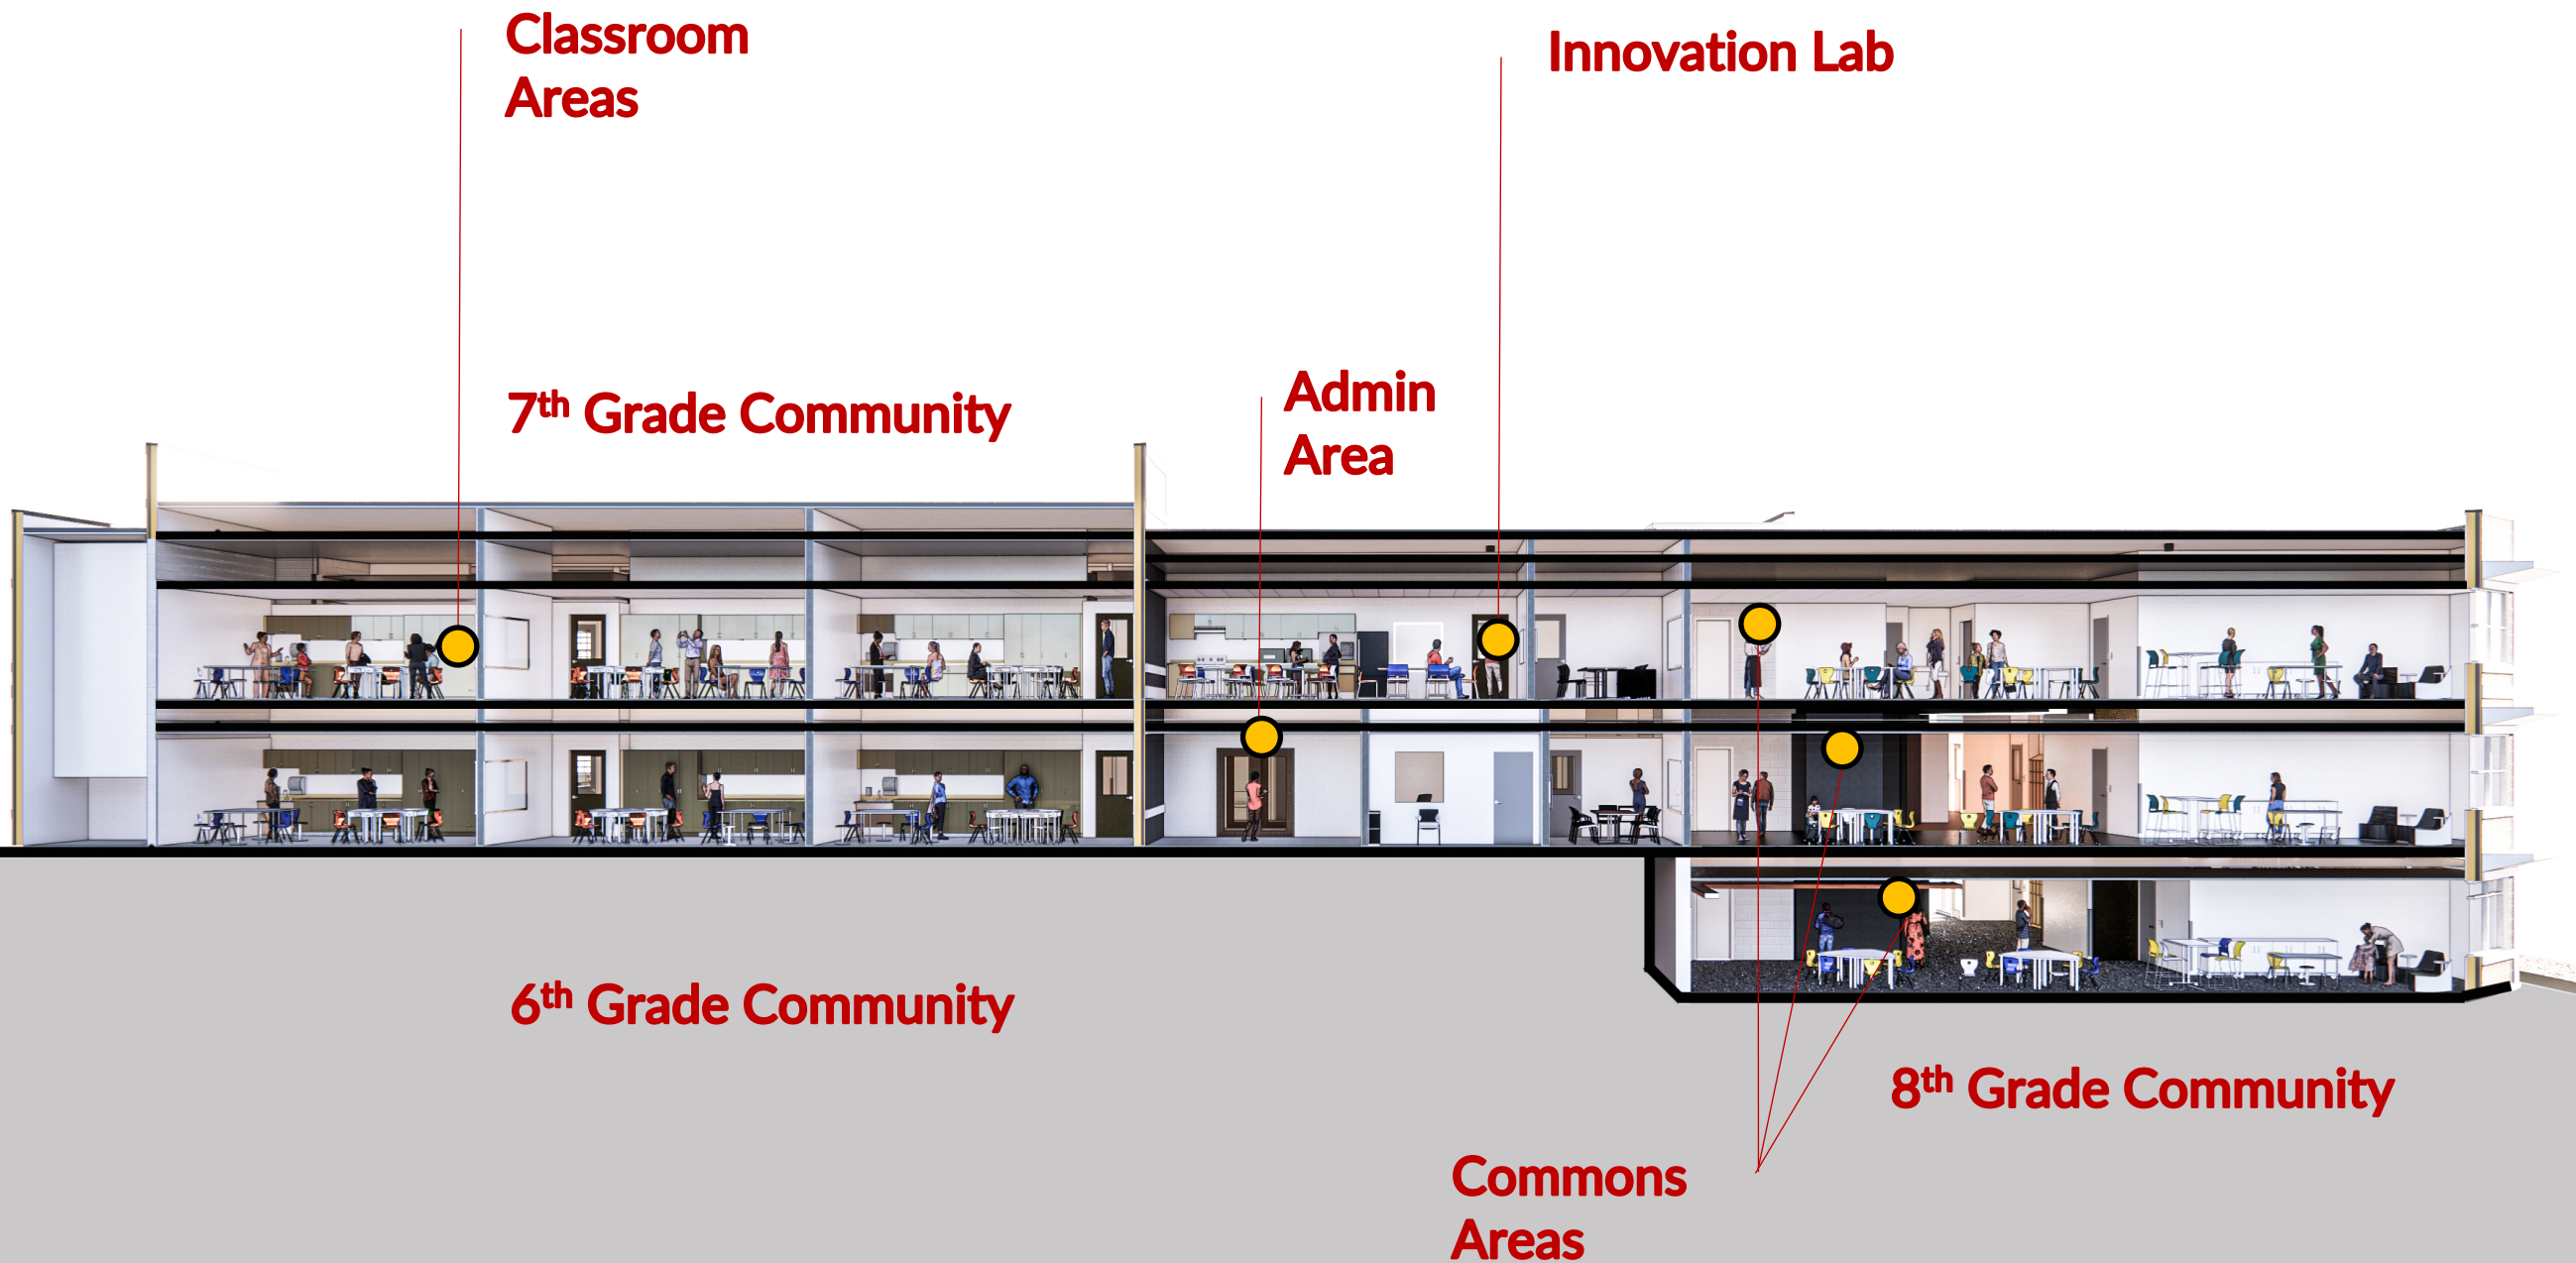 Classroom
Areas
Innovation Lab
7th Grade Community
Admin
Area
6th Grade Community
8th Grade Community
Commons
Areas